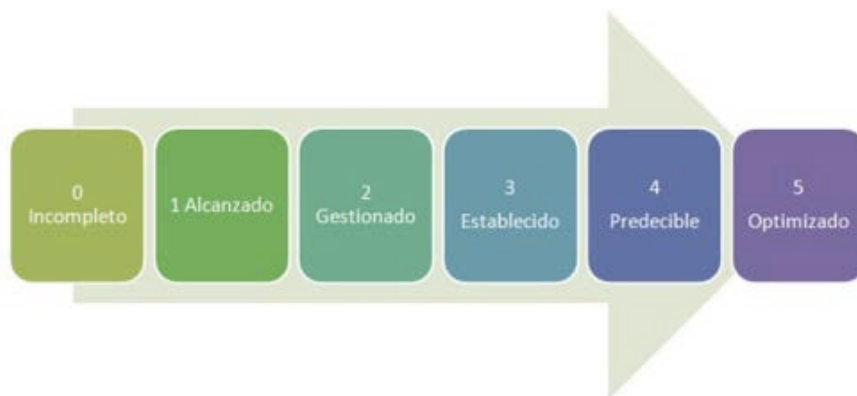 0
Incompleto
1 Alcanzado
2
Gestionado
3
Establecido
4
Predecible
5
Optimizado